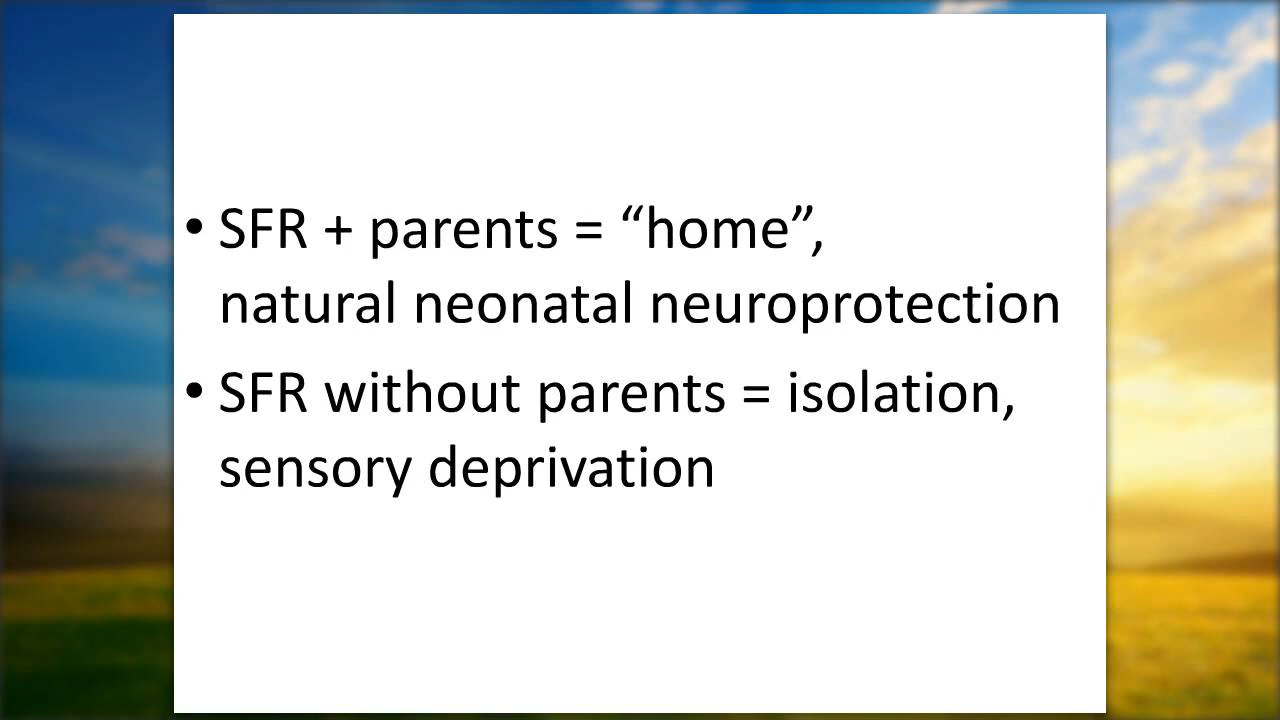 • SFR + parents = “home”,
natural neonatal neuroprotection
• SFR without parents = isolation,
sensory deprivation